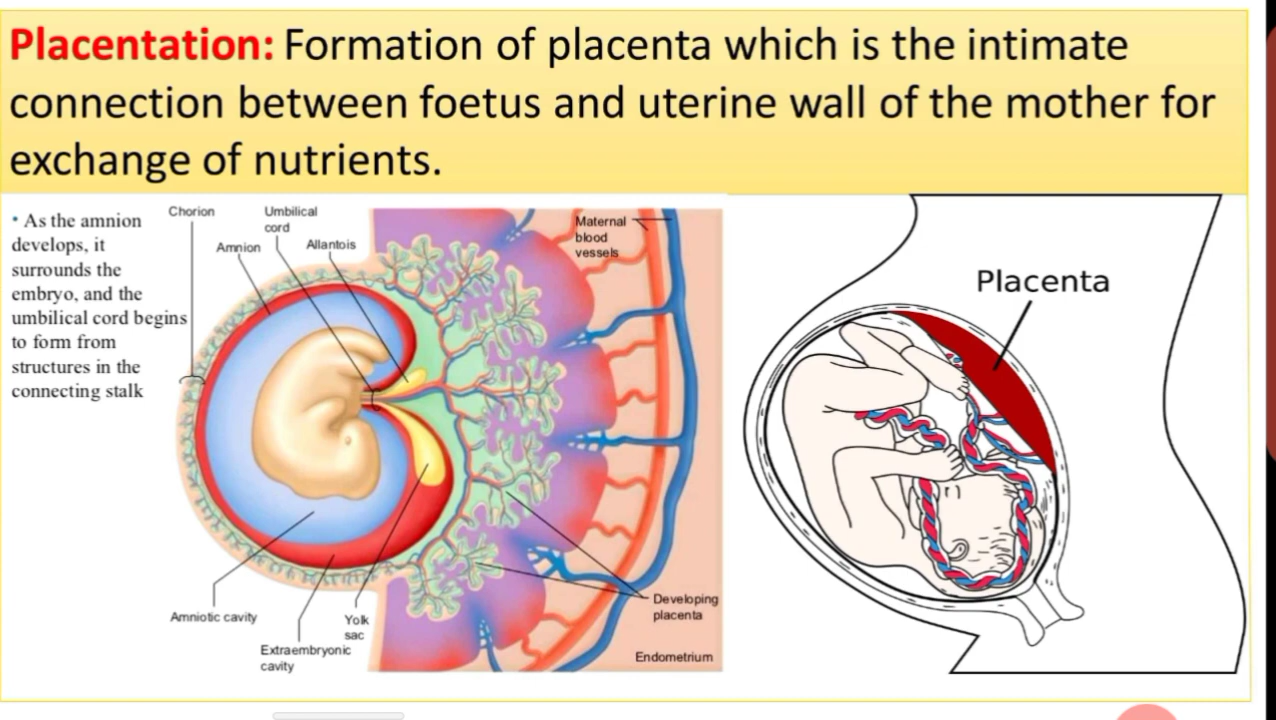 Placentation: Formation of placenta which is the intimate
connection between foetus and uterine wall of the mother for
exchange of nutrients.
• As the amnion
develops, it
surrounds the
embryo, and the
umbilical cord begins
to form from
structures in the
connecting stalk
Chorion
Umbilical
cord
Amnion
Allantois
Maternal
blood
vessels
Amniotic cavity
Yolk
sac
Extraembryonic
cavity
Developing
placenta
Endometrium
Placenta